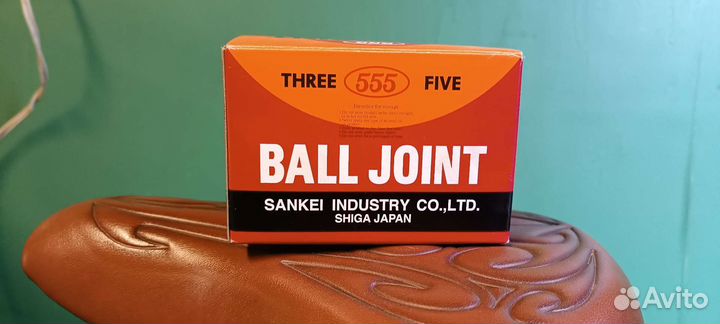 THREE 555 FIVE
BALL JOINT
SANKEI INDUSTRY CO.,LTD.
SHIGA JAPAN
Avito